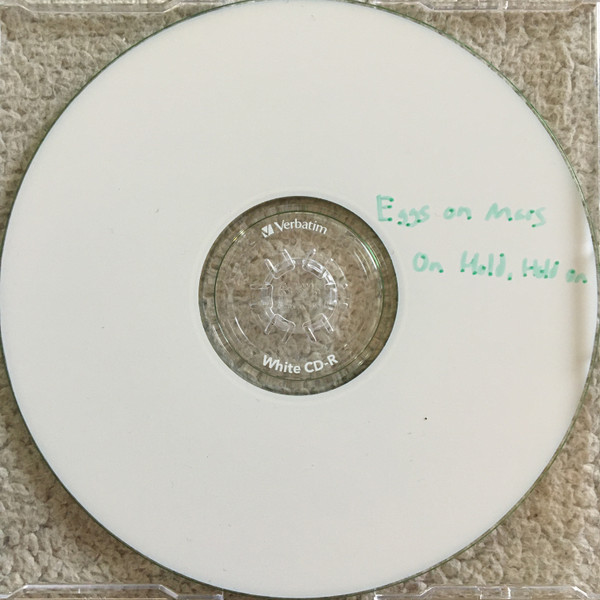 Verbatim
White CD-R
Eggs on Mars
On Hold, Hold on